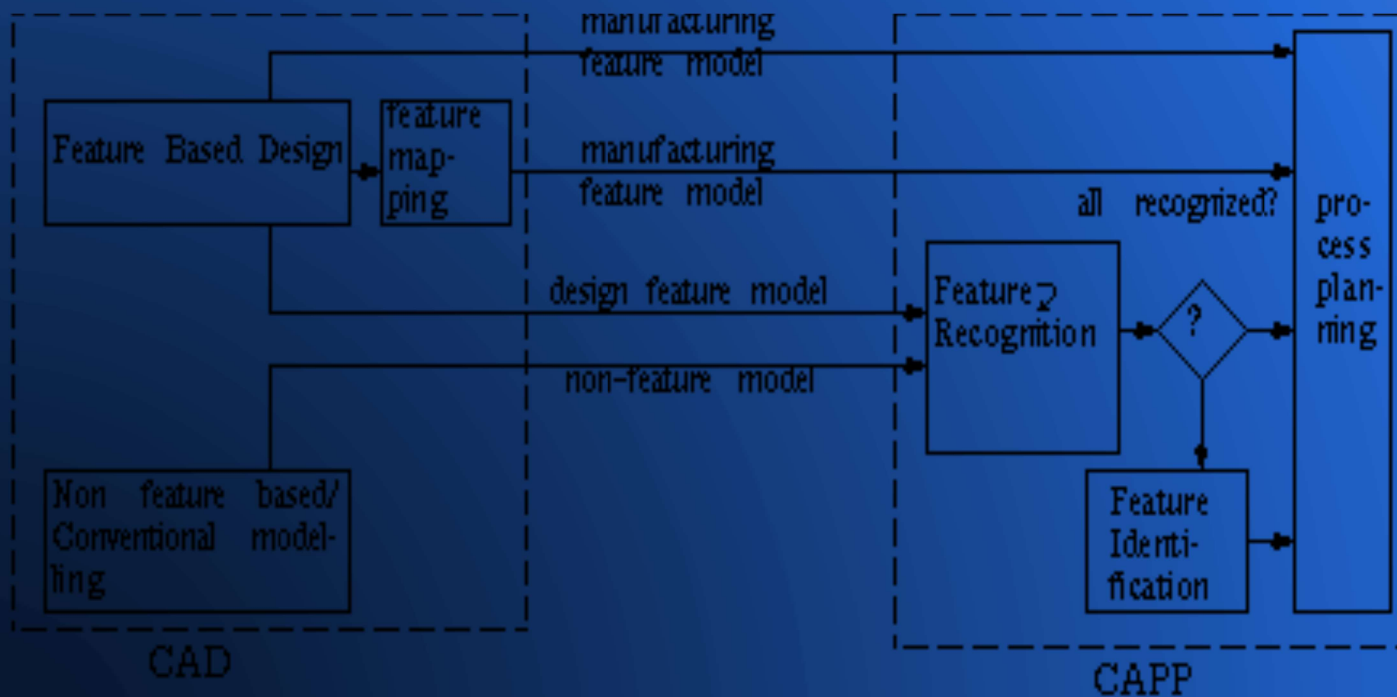 manufacturing
feature model
Feature Based Design
feature
map-
ping
manufacturing
feature model
all recognized?
pro-
cess
plan-
ning
design feature model
Feature
Recognition
?
non-feature model
Non feature based/
Conventional model-
ling
Feature
Identi-
fication
CAD
CAPP